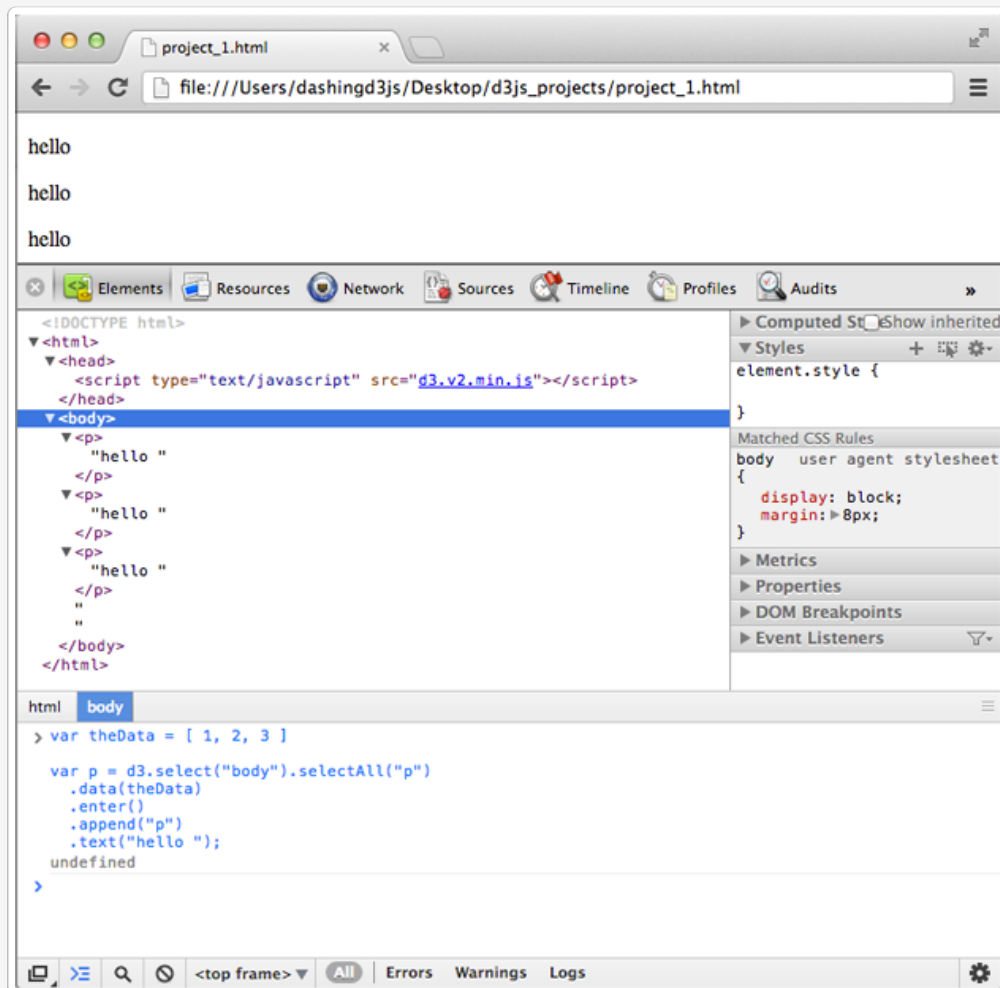 project_1.html
file:///Users/dashingd3js/Desktop/d3js_projects/project_1.html
hello
hello
hello
Elements Resources Network Sources Timeline Profiles Audits »
<!DOCTYPE html>
<html>
<head>
<script type="text/javascript" src="d3.v2.min.js"></script>
</head>
<body>
<p>
"hello "
</p>
<p>
"hello "
</p>
<p>
"hello "
</p>
"
"
</body>
</html>
Computed St Show inherited
Styles
element.style {
}
Matched CSS Rules
body user agent stylesheet
{
display: block;
margin: 8px;
}
Metrics
Properties
DOM Breakpoints
Event Listeners
html body
> var theData = [ 1, 2, 3 ]
var p = d3.select("body").selectAll("p")
.data(theData)
.enter()
.append("p")
.text("hello ");
undefined
>
<top frame> All Errors Warnings Logs